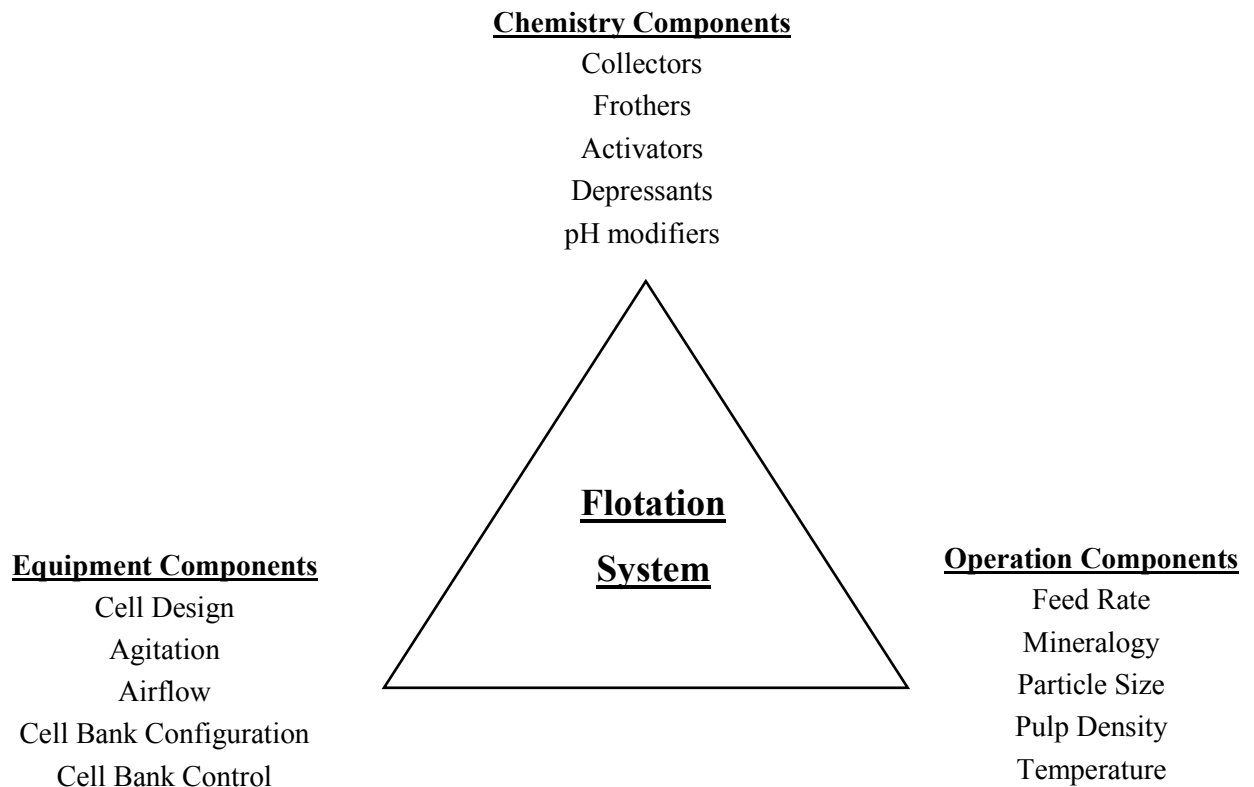 Chemistry Components
Collectors
Frothers
Activators
Depressants
pH modifiers
Flotation
System
Equipment Components
Cell Design
Agitation
Airflow
Cell Bank Configuration
Cell Bank Control
Operation Components
Feed Rate
Mineralogy
Particle Size
Pulp Density
Temperature